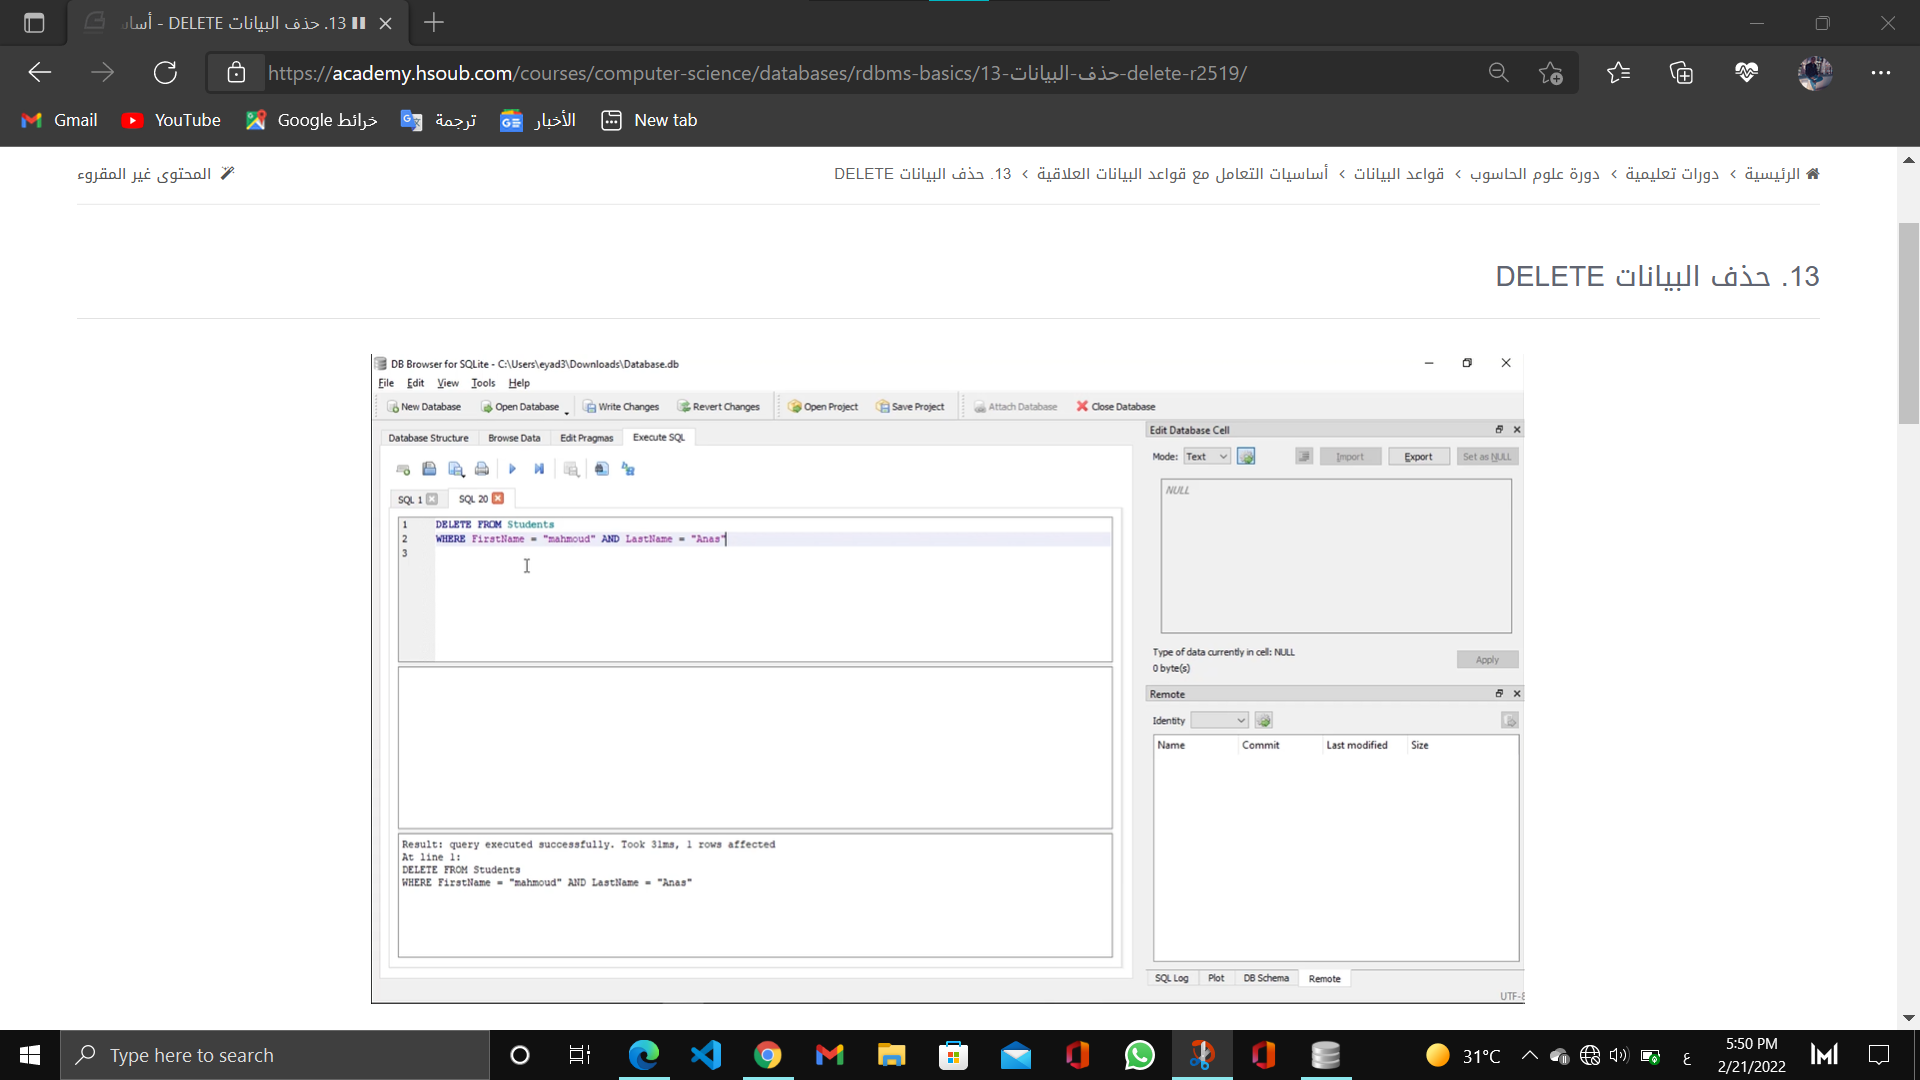 13. حذف البيانات DELETE - أساس
https://academy.hsoub.com/courses/computer-science/databases/rdbms-basics/13-حذف-البيانات-delete-r2519/
Gmail
YouTube
خرائط Google
ترجمة
الأخبار
New tab
الرئيسية › دورات تعليمية › دورة علوم الحاسوب › قواعد البيانات › أساسيات التعامل مع قواعد البيانات العلاقية › 13. حذف البيانات DELETE
المحتوى غير المقروء
13. حذف البيانات DELETE
DB Browser for SQLite - C:\Users\eyad3\Downloads\Database.db
File Edit View Tools Help
New Database Open Database Write Changes Revert Changes Open Project Save Project Attach Database Close Database
Database Structure Browse Data Edit Pragmas Execute SQL
SQL 1 SQL 20
1 DELETE FROM Students
2 WHERE FirstName = "mahmoud" AND LastName = "Anas"
3
Result: query executed successfully. Took 31ms, 1 rows affected
At line 1:
DELETE FROM Students
WHERE FirstName = "mahmoud" AND LastName = "Anas"
Edit Database Cell
Mode: Text Import Export Set as NULL
NULL
Type of data currently in cell: NULL
0 byte(s)
Apply
Remote
Identity
Name Commit Last modified Size
SQL Log Plot DB Schema Remote
UTF-8
Type here to search
31°C
ع
5:50 PM
2/21/2022